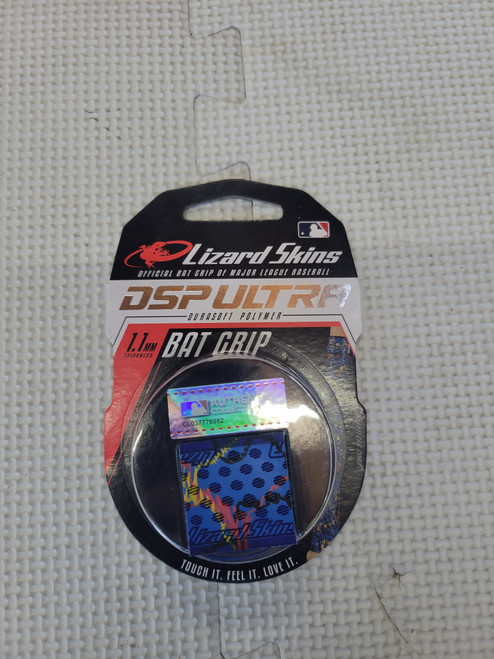 Lizard Skins
OFFICIAL BAT GRIP OF MAJOR LEAGUE BASEBALL
DSP ULTRA
DURASOFT POLYMER
1.1MM
THICKNESS
BAT GRIP
CL037776982
Lizard Skins
TOUCH IT. FEEL IT. LOVE IT.